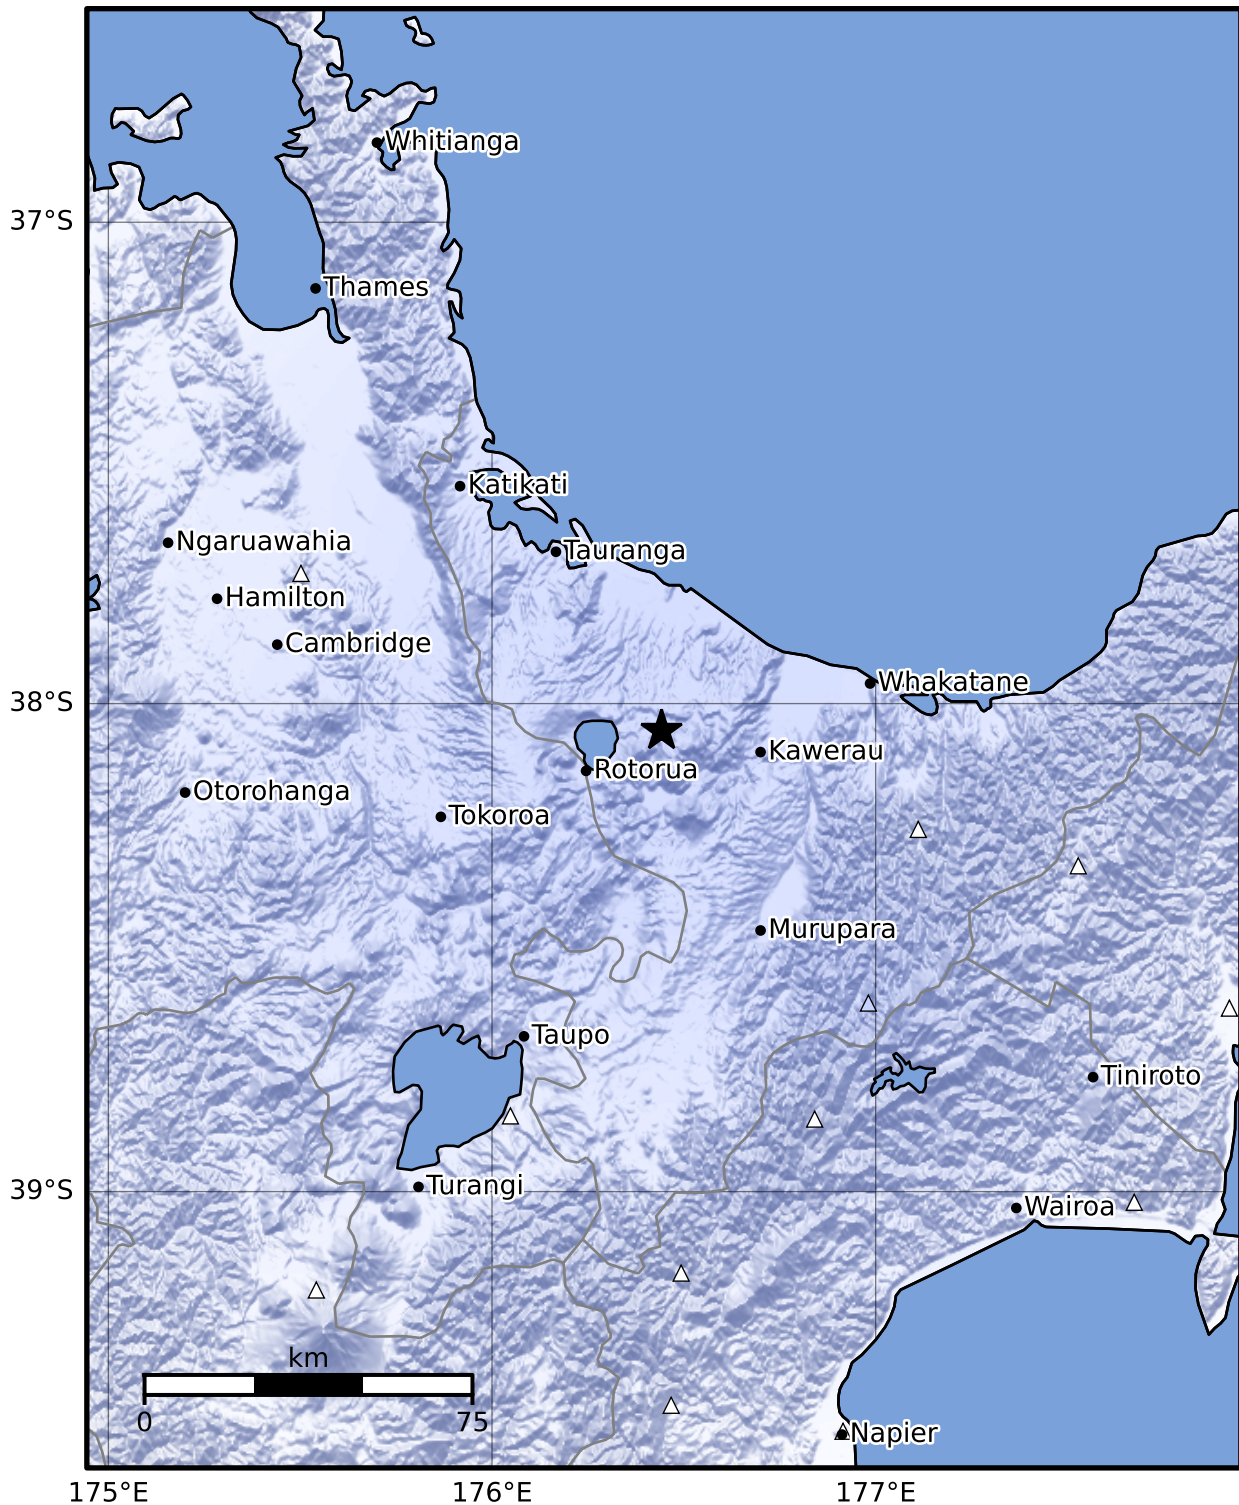 Whitianga
37°S
Thames
Katikati
Ngaruawahia
Tauranga
Hamilton
Cambridge
Whakatane
38°S
Kawerau
Rotorua
Otorohanga
Tokoroa
Murupara
Taupo
Tiniroto
Turangi
39°S
Wairoa
km
0
75
Napier
175°E
176°E
177°E